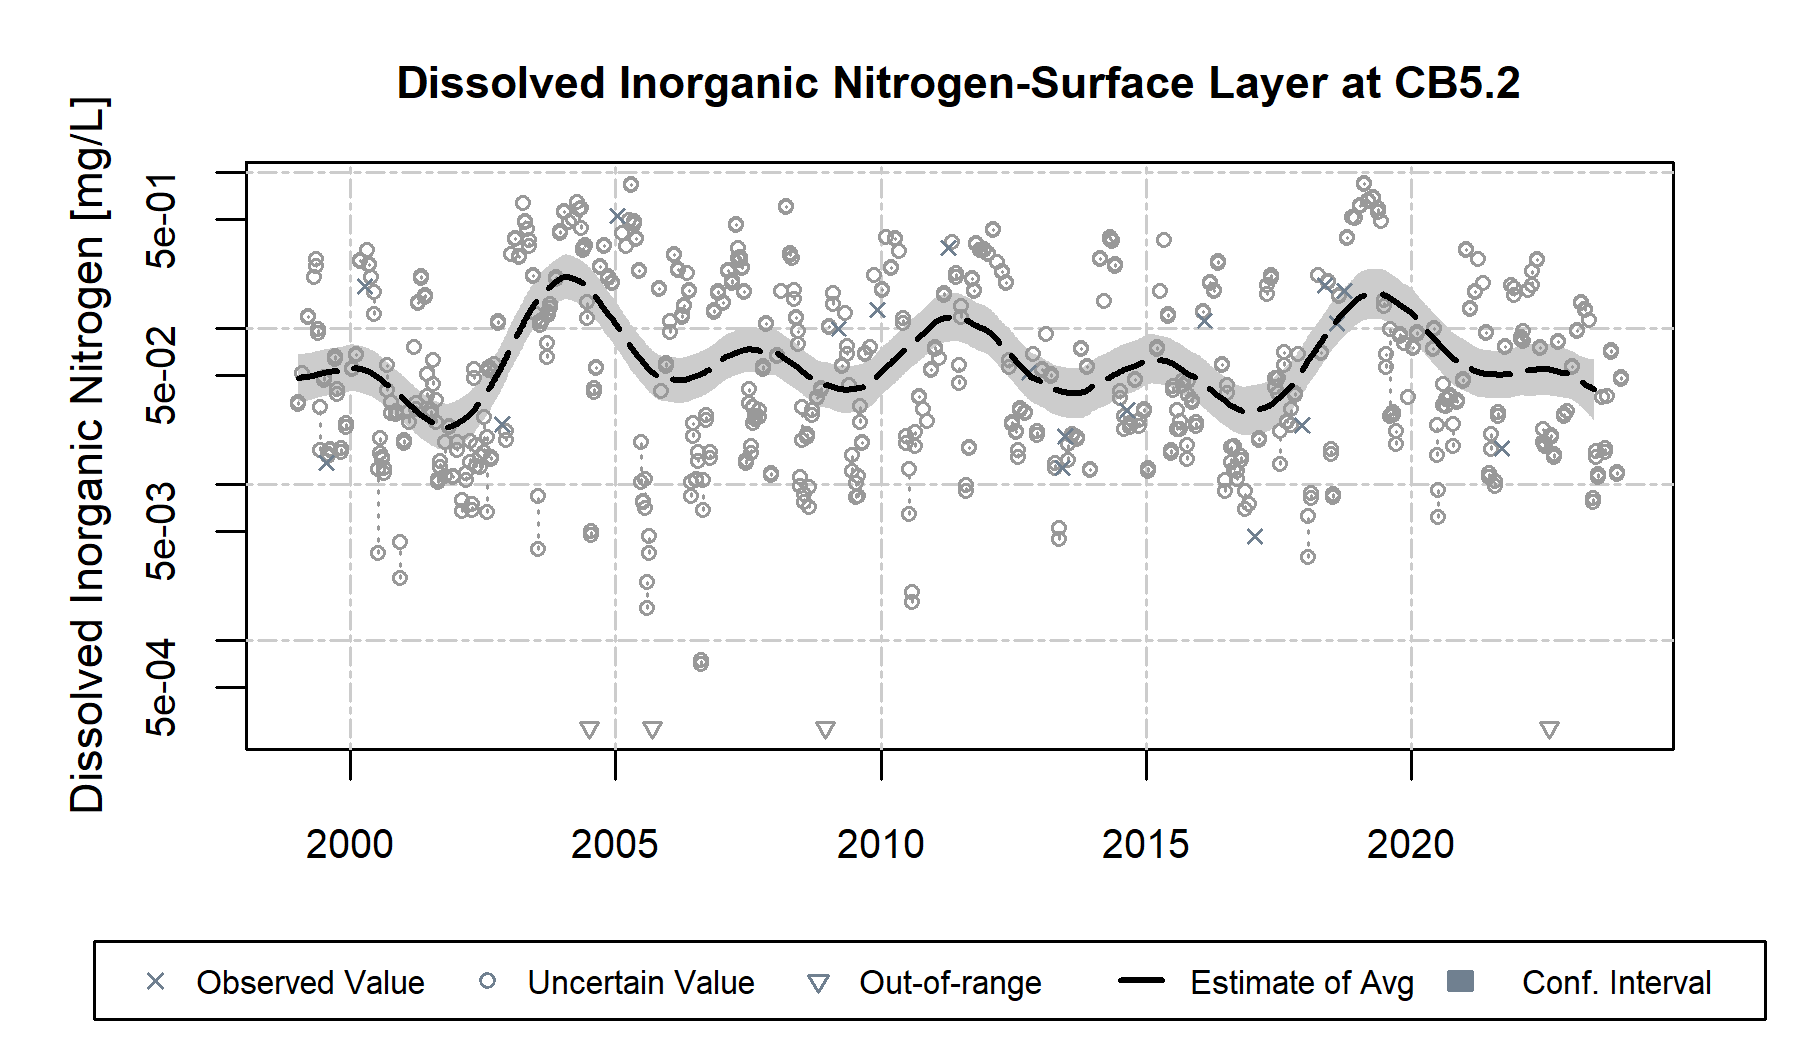 Dissolved Inorganic Nitrogen-Surface Layer at CB5.2
Dissolved Inorganic Nitrogen [mg/L]
5e-01
5e-02
5e-03
5e-04
2000 2005 2010 2015 2020
Observed Value Uncertain Value Out-of-range Estimate of Avg Conf. Interval